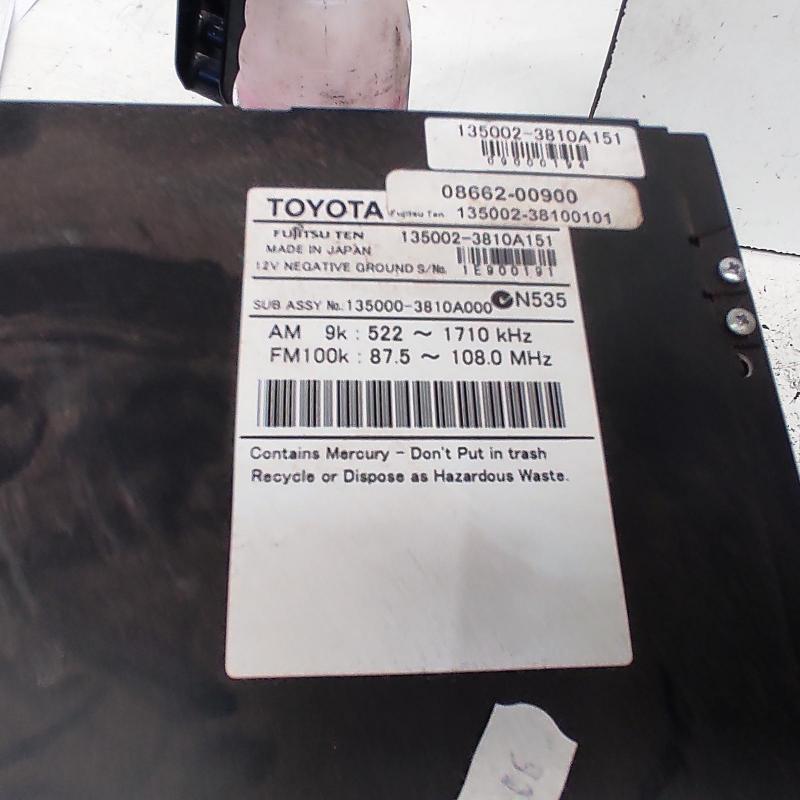 135002-3810A151
09000194
08662-00900
Fujitsu Ten 135002-38100101
TOYOTA
FUJITSU TEN 135002-3810A151
MADE IN JAPAN
12V NEGATIVE GROUND S/No. 1E900191
SUB ASSY No. 135000-3810A000 N535
AM 9k : 522 ~ 1710 kHz
FM100k : 87.5 ~ 108.0 MHz
Contains Mercury - Don't Put in trash
Recycle or Dispose as Hazardous Waste.